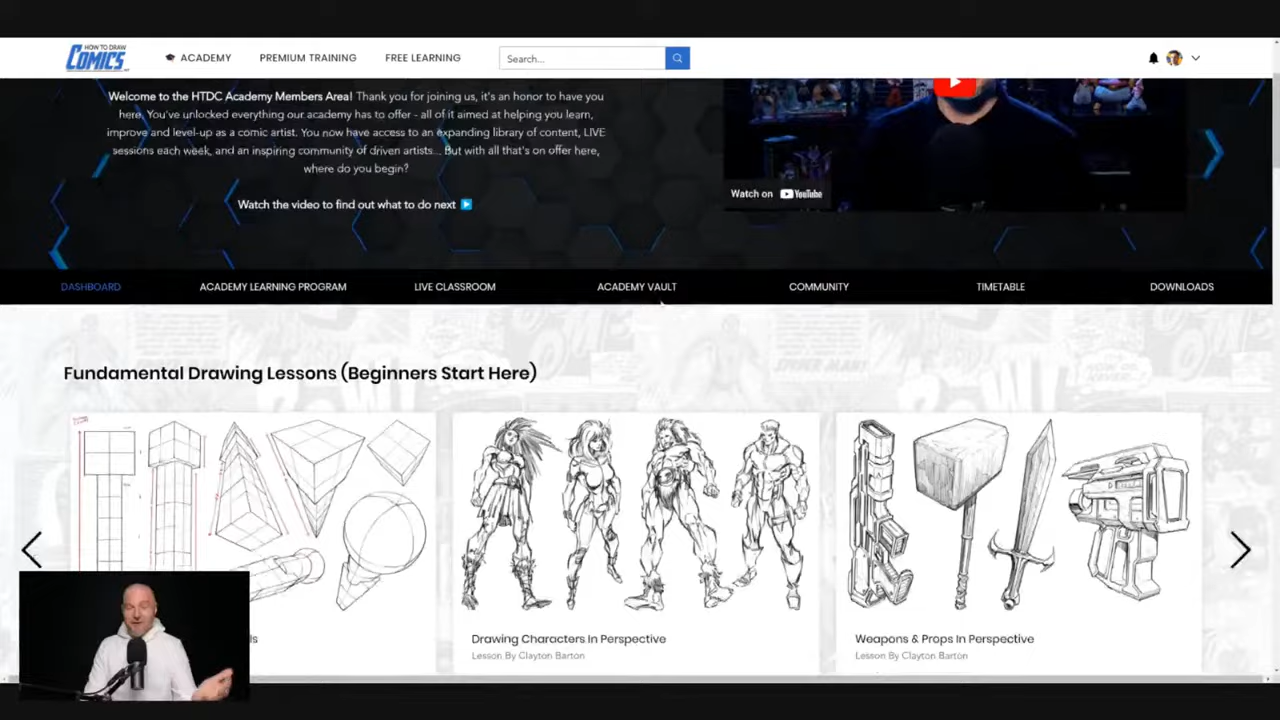 HOW TO DRAW
COMICS
ACADEMY
PREMIUM TRAINING
FREE LEARNING
Search...
Welcome to the HTDC Academy Members Area! Thank you for joining us, it's an honor to have you
here. You've unlocked everything our academy has to offer - all of it aimed at helping you learn,
improve and level-up as a comic artist. You now have access to an expanding library of content, LIVE
sessions each week, and an inspiring community of driven artists... But with all that's on offer here,
where do you begin?
Watch the video to find out what to do next
Watch on YouTube
DASHBOARD
ACADEMY LEARNING PROGRAM
LIVE CLASSROOM
ACADEMY VAULT
COMMUNITY
TIMETABLE
DOWNLOADS
Fundamental Drawing Lessons (Beginners Start Here)
Drawing Characters In Perspective
Lesson By Clayton Barton
Weapons & Props In Perspective
Lesson By Clayton Barton